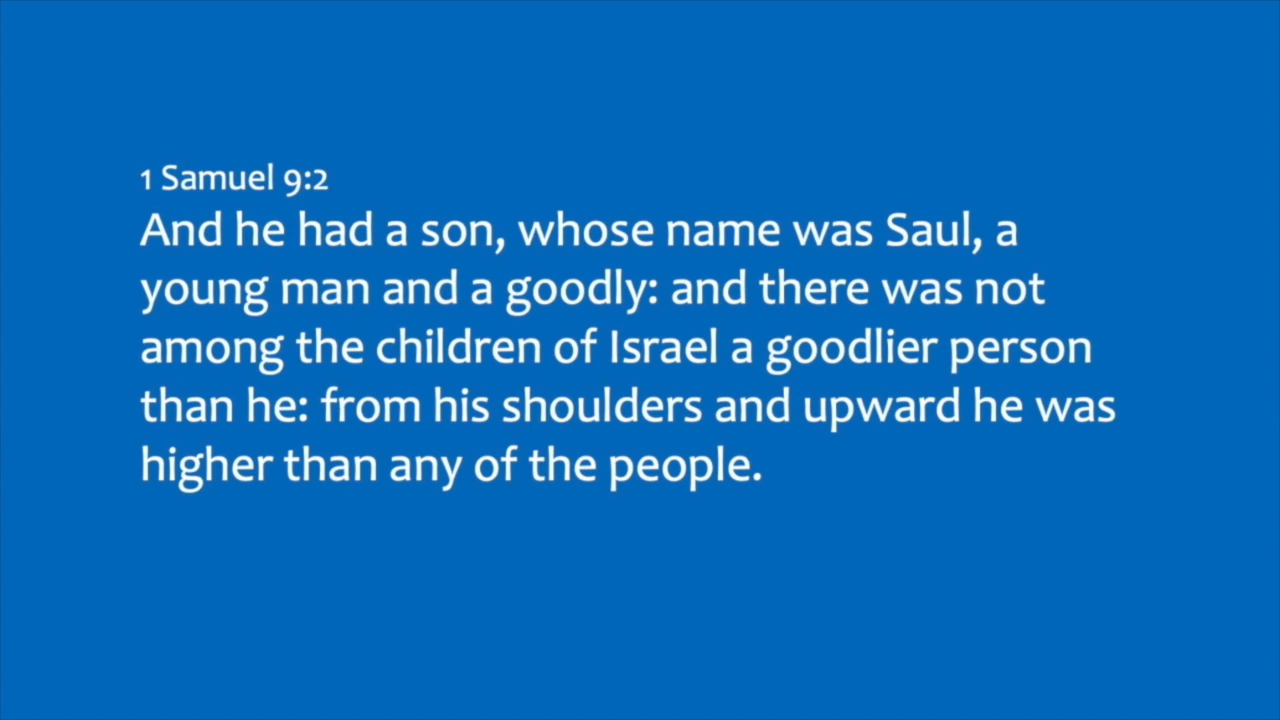 1 Samuel 9:2
And he had a son, whose name was Saul, a
young man and a goodly: and there was not
among the children of Israel a goodlier person
than he: from his shoulders and upward he was
higher than any of the people.